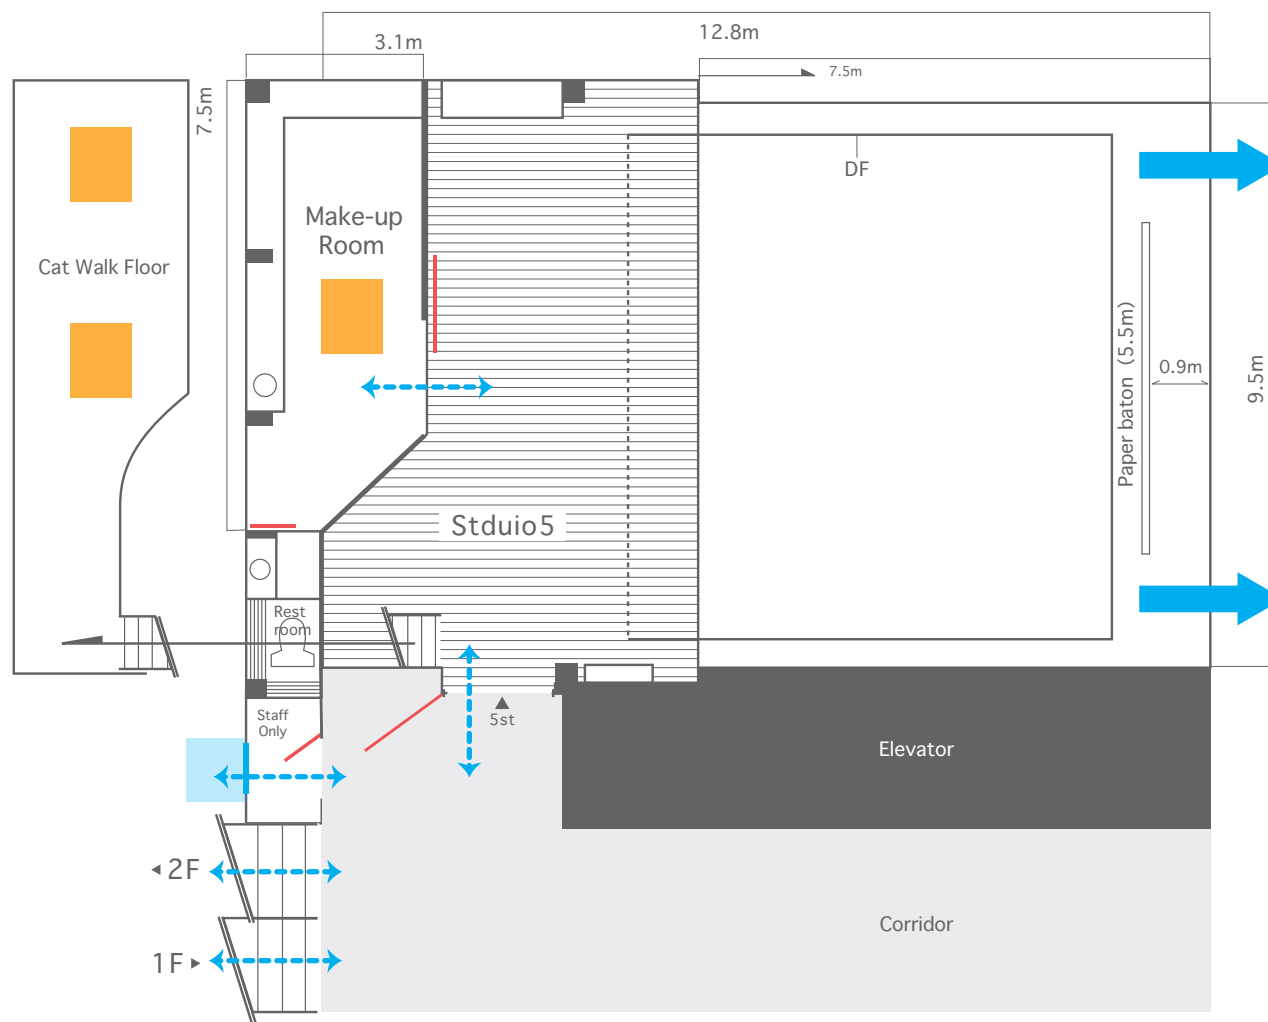 3.1m
12.8m
7.5m
7.5m
DF
Make-up
Room
Cat Walk Floor
Paper baton（5.5m）
0.9m
9.5m
Stduio5
Rest
room
Staff
Only
5st
Elevator
2F
Corridor
1F